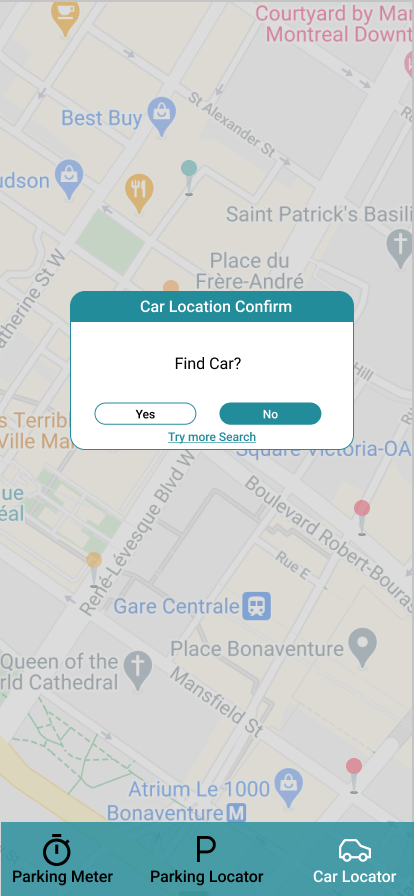 Courtyard by Mar
Montreal Downt
Best Buy
St Alexander St
udson
Saint Patrick's Basili
Place du
Frère-André
atherine St W
Car Location Confirm
Find Car?
Yes
No
Try more Search
Hill
s Terrib
Ville Ma
Square Victoria-OA
ue
éal
René-Lévesque Blvd W
Boulevard Robert-Boura
Rue E
Gare Centrale
Place Bonaventure
Queen of the
rld Cathedral
Mansfield St
Atrium Le 1000
Bonaventure M
Parking Meter
P
Parking Locator
Car Locator